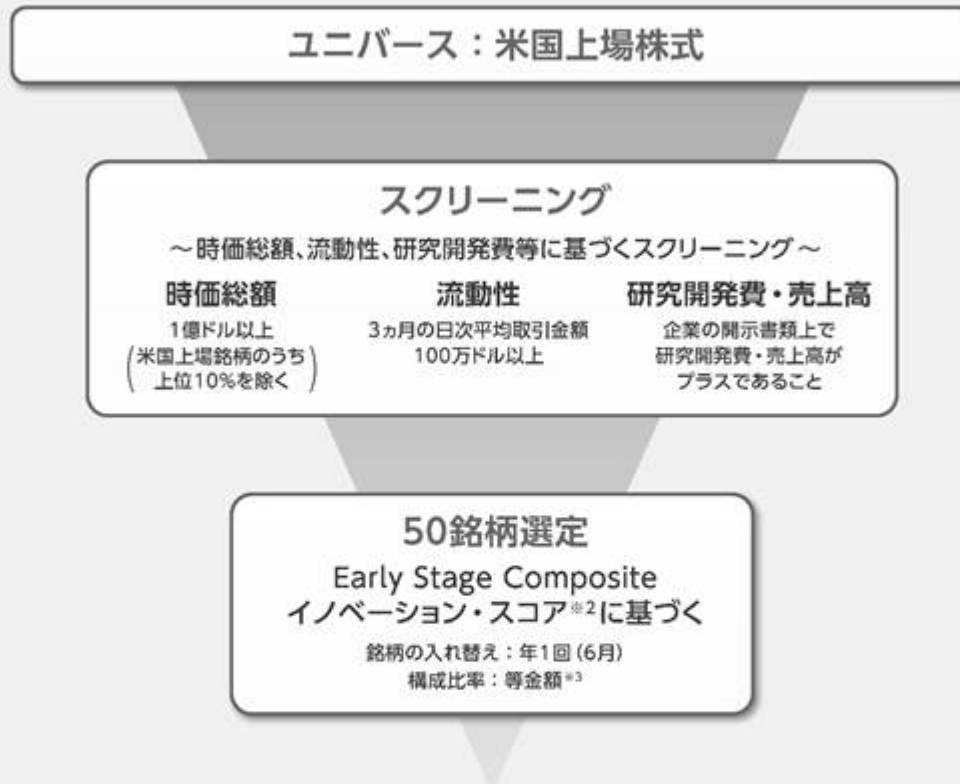 ユニバース：米国上場株式
スクリーニング
～時価総額、流動性、研究開発費等に基づくスクリーニング～
時価総額
1億ドル以上
(米国上場銘柄のうち
上位10%を除く)
流動性
3ヵ月の日次平均取引金額
100万ドル以上
研究開発費・売上高
企業の開示書類上で
研究開発費・売上高が
プラスであること
50銘柄選定
Early Stage Composite
イノベーション・スコア※2に基づく
銘柄の入れ替え：年1回(6月)
構成比率：等金額※3